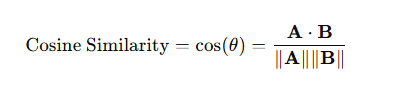 Cosine Similarity = cos(θ) = A · B / ‖A‖‖B‖